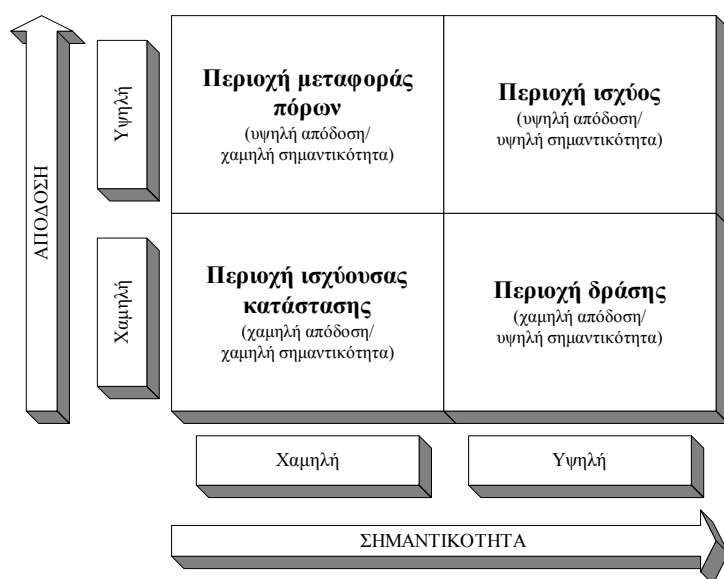 ΑΠΟΔΟΣΗ
Υψηλή
Περιοχή μεταφοράς
πόρων
(υψηλή απόδοση/
χαμηλή σημαντικότητα)
Περιοχή ισχύος
(υψηλή απόδοση/
υψηλή σημαντικότητα)
Χαμηλή
Περιοχή ισχύουσας
κατάστασης
(χαμηλή απόδοση/
χαμηλή σημαντικότητα)
Περιοχή δράσης
(χαμηλή απόδοση/
υψηλή σημαντικότητα)
Χαμηλή
Υψηλή
ΣΗΜΑΝΤΙΚΟΤΗΤΑ